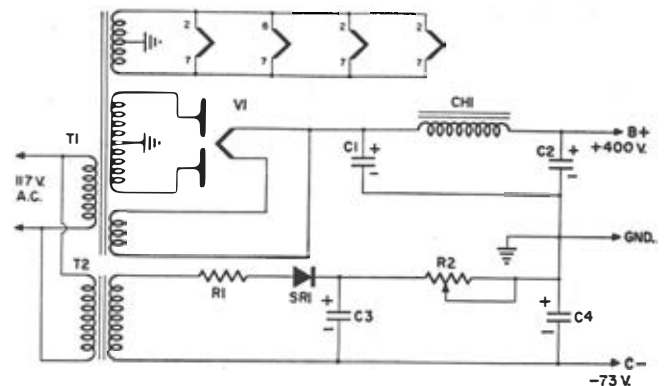 2 6 2 2
7 7 7 7
V1
CH1
T1
C1 + -
C2 + -
B+
+400 V.
117 V.
A.C.
GND.
T2
R1
SR1
R2
+ - C3
+ - C4
C-
-73 V.